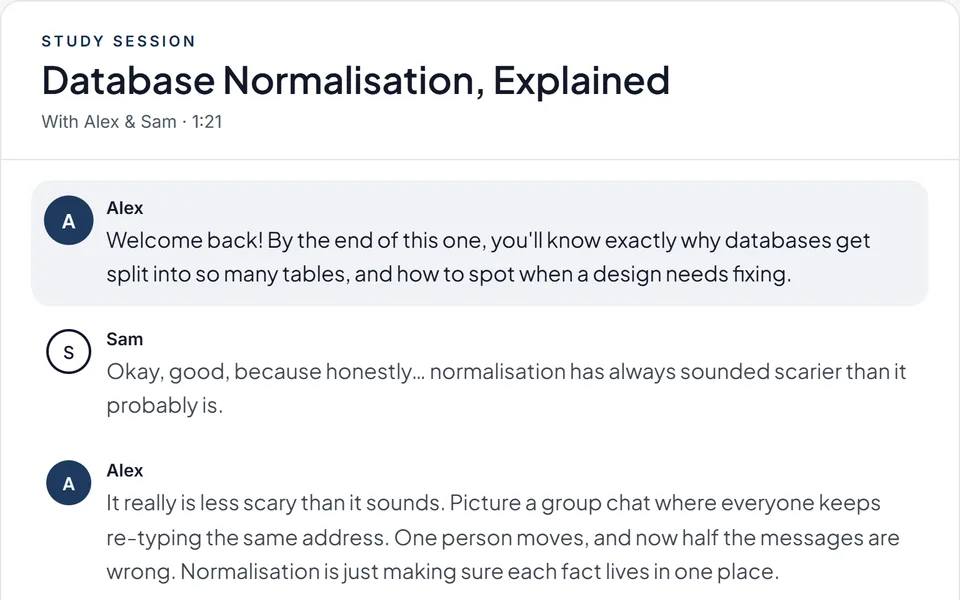 STUDY SESSION
Database Normalisation, Explained
With Alex & Sam · 1:21
A
Alex
Welcome back! By the end of this one, you'll know exactly why databases get
split into so many tables, and how to spot when a design needs fixing.
S
Sam
Okay, good, because honestly… normalisation has always sounded scarier than it
probably is.
A
Alex
It really is less scary than it sounds. Picture a group chat where everyone keeps
re-typing the same address. One person moves, and now half the messages are
wrong. Normalisation is just making sure each fact lives in one place.